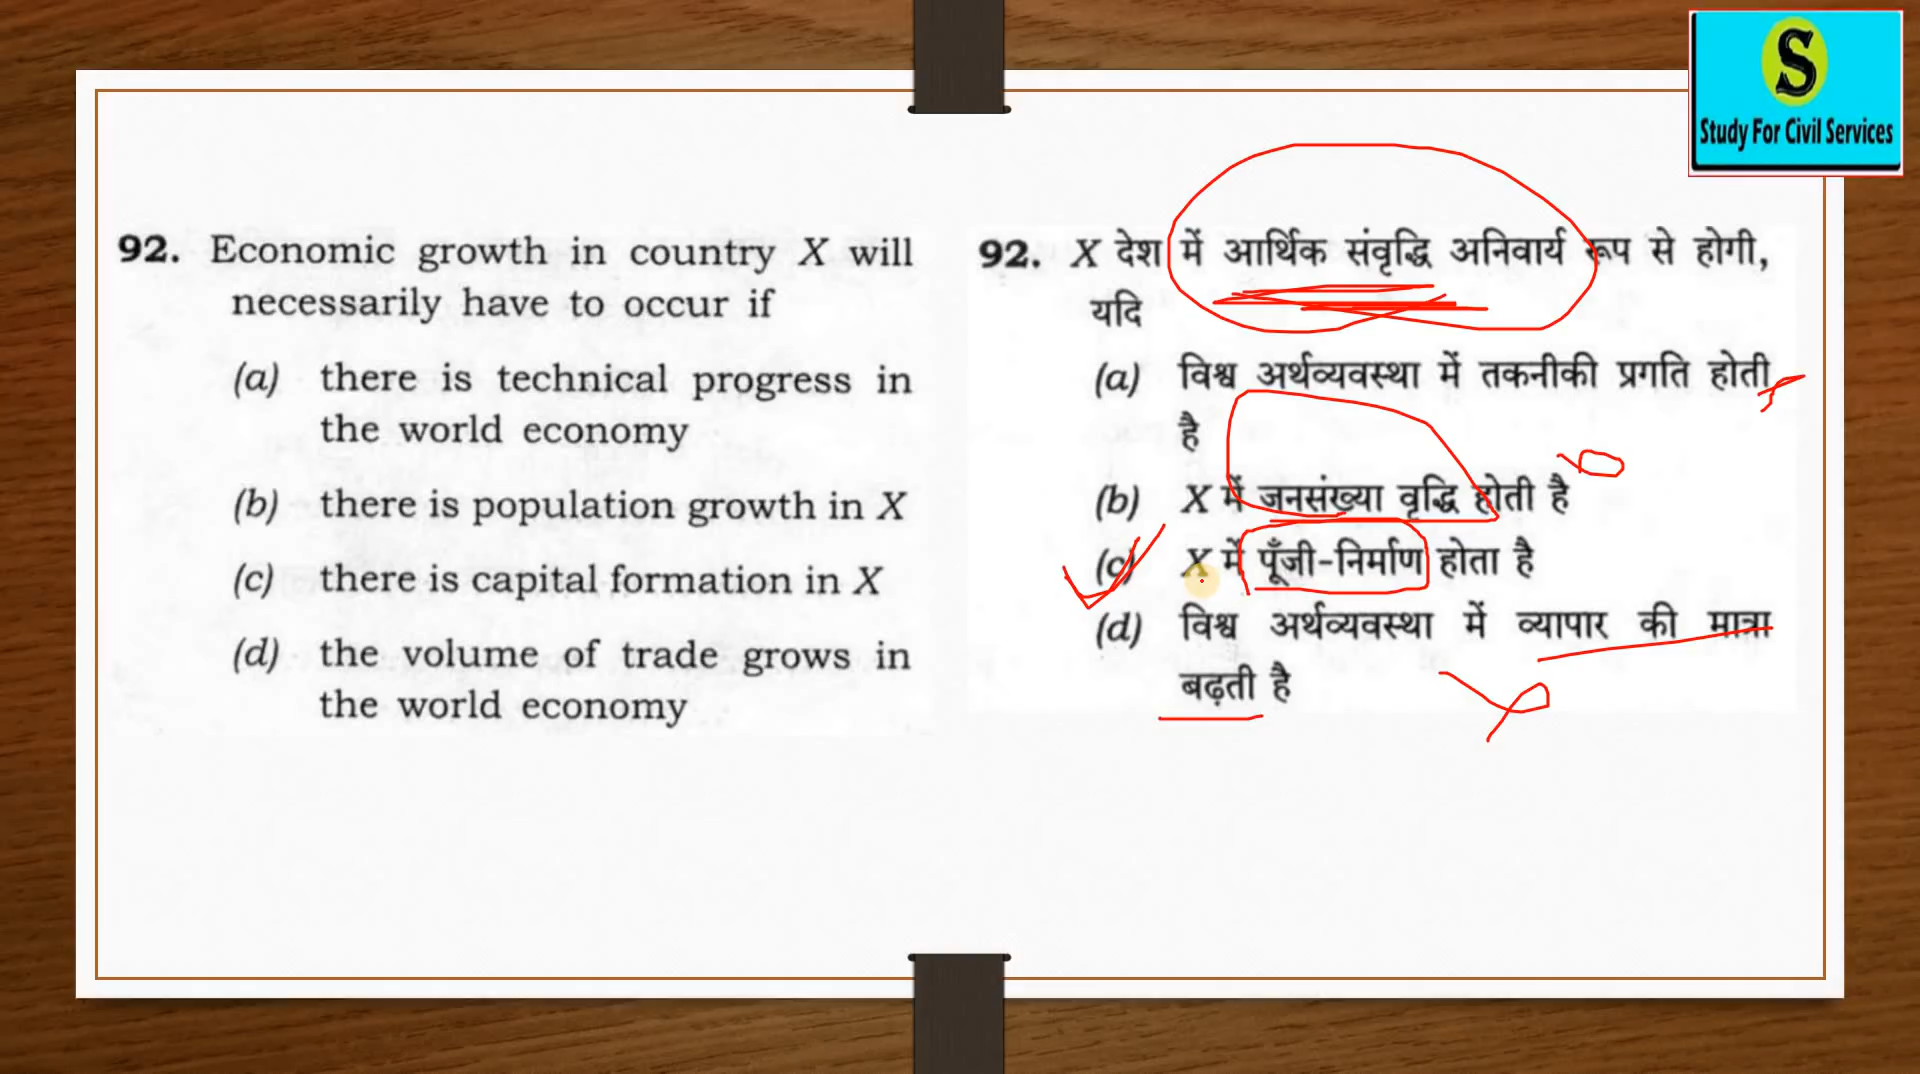 S
Study For Civil Services
92. Economic growth in country X will
necessarily have to occur if
(a) there is technical progress in
the world economy
(b) there is population growth in X
(c) there is capital formation in X
(d) the volume of trade grows in
the world economy
92. X देश में आर्थिक संवृद्धि अनिवार्य रूप से होगी,
यदि
(a) विश्व अर्थव्यवस्था में तकनीकी प्रगति होती
है
(b) X में जनसंख्या वृद्धि होती है
(c) X में पूँजी-निर्माण होता है
(d) विश्व अर्थव्यवस्था में व्यापार की मात्रा
बढ़ती है